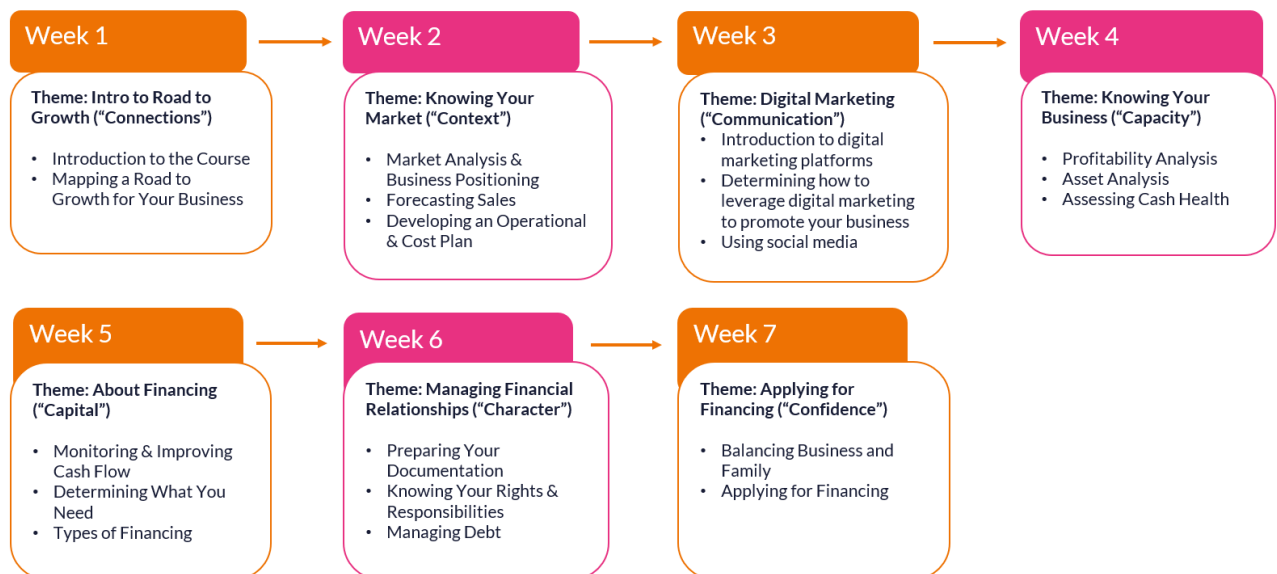 Week 1
Theme: Intro to Road to
Growth (“Connections”)
• Introduction to the Course
• Mapping a Road to
Growth for Your Business
Week 2
Theme: Knowing Your
Market (“Context”)
• Market Analysis &
Business Positioning
• Forecasting Sales
• Developing an Operational
& Cost Plan
Week 3
Theme: Digital Marketing
(“Communication”)
• Introduction to digital
marketing platforms
• Determining how to
leverage digital marketing
to promote your business
• Using social media
Week 4
Theme: Knowing Your
Business (“Capacity”)
• Profitability Analysis
• Asset Analysis
• Assessing Cash Health
Week 5
Theme: About Financing
(“Capital”)
• Monitoring & Improving
Cash Flow
• Determining What You
Need
• Types of Financing
Week 6
Theme: Managing Financial
Relationships (“Character”)
• Preparing Your
Documentation
• Knowing Your Rights &
Responsibilities
• Managing Debt
Week 7
Theme: Applying for
Financing (“Confidence”)
• Balancing Business and
Family
• Applying for Financing